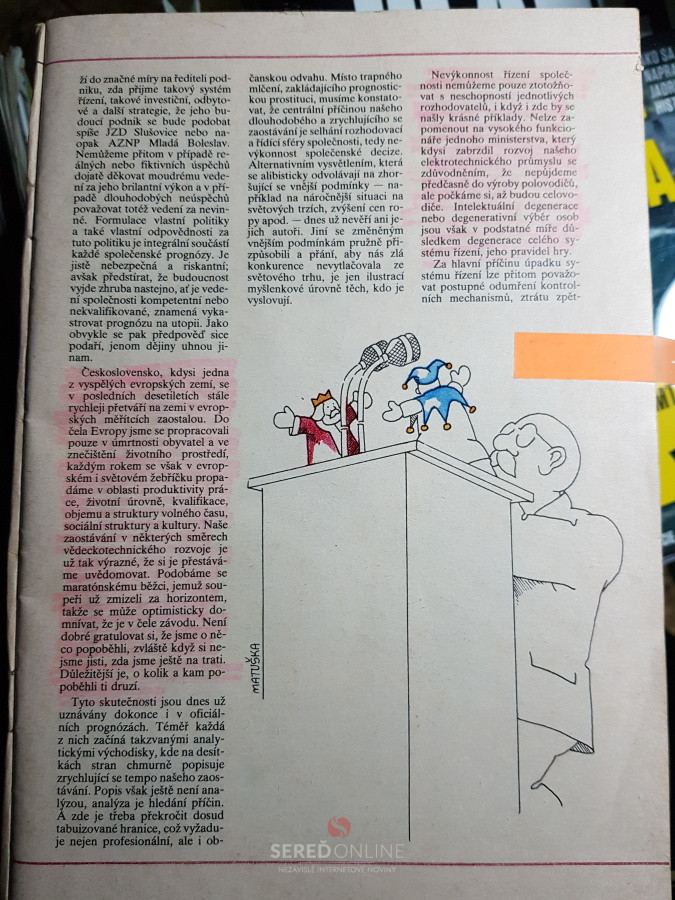 ží do značné míry na řediteli pod-
niku, zda přijme takový systém
řízení, takové investiční, odbyto-
vé a další strategie, že jeho bu-
doucí podnik se bude podobat
spíše JZD Slušovice nebo na-
opak AZNP Mladá Boleslav.
Nemůžeme přitom v případě re-
álných nebo fiktivních úspěchů
dojatě děkovat moudrému vede-
ní za jeho brilantní výkon a v pří-
padě dlouhodobých neúspěchů
považovat totéž vedení za nevin-
né. Formulace vlastní politiky
a také vlastní odpovědnosti za
tuto politiku je integrální součástí
každé společenské prognózy. Je
jistě nebezpečná a riskantní;
avšak předstírat, že budoucnost
vyjde zhruba nastejno, ať je vede-
ní společnosti kompetentní nebo
nekvalifikované, znamená vyka-
strovat prognózu na utopii. Jako
obvykle se pak předpověď sice
podaří, jenom dějiny uhnou ji-
nam.
Československo, kdysi jedna
z vyspělých evropských zemí, se
v posledních desetiletích stále
rychleji přetváří na zemi v evrop-
ských měřítcích zaostalou. Do
čela Evropy jsme se propracovali
pouze v úmrtnosti obyvatel a ve
znečištění životního prostředí,
každým rokem se však v evrop-
ském i světovém žebříčku propa-
dáme v oblasti produktivity prá-
ce, životní úrovně, kvalifikace,
objemu a struktury volného času,
sociální struktury a kultury. Naše
zaostávání v některých směrech
vědeckotechnického rozvoje je
už tak výrazné, že si je přestává-
me uvědomovat. Podobáme se
maratónskému běžci, jemuž sou-
peři už zmizeli za horizontem,
takže se může optimisticky do-
mnívat, že je v čele závodu. Není
dobré gratulovat si, že jsme o ně-
co popoběhli, zvláště když si ne-
jsme jisti, zda jsme ještě na trati.
Důležitější je, o kolik a kam po-
poběhli ti druzí.
Tyto skutečnosti jsou dnes už
uznávány dokonce i v oficiál-
ních prognózách. Téměř každá
z nich začíná takzvanými analy-
tickými východisky, kde na desít-
kách stran chmurně popisuje
zrychlující se tempo našeho zaos-
távání. Popis však ještě není ana-
lýzou, analýza je hledání příčin.
A zde je třeba překročit dosud
tabuizované hranice, což vyžadu-
je nejen profesionální, ale i ob-
čanskou odvahu. Místo trapného
mlčení, zakládajícího prognostic-
kou prostituci, musíme konstato-
vat, že centrální příčinou našeho
dlouhodobého a zrychlujícího se
zaostávání je selhání rozhodovací
a řídící sféry společnosti, tedy ne-
výkonnost společenské decize.
Alternativním vysvětlením, která
se alibisticky odvolávají na zhor-
šující se vnější podmínky — na-
příklad na náročnější situaci na
světových trzích, zvýšení cen ro-
py apod. — dnes už nevěří ani je-
jich autoři. Jiní se změněným
vnějším podmínkám pružně při-
způsobili a přání, aby nás zlá
konkurence nevytlačovala ze
světového trhu, je jen ilustrací
myšlenkové úrovně těch, kdo je
vyslovují.
Nevýkonnost řízení společ-
nosti nemůžeme pouze ztotožňo-
vat s neschopností jednotlivých
rozhodovatelů, i když i zde by se
našly krásné příklady. Nelze za-
pomenout na vysokého funkcio-
náře jednoho ministerstva, který
kdysi zabrzdil rozvoj našeho
elektrotechnického průmyslu se
zdůvodněním, že nepůjdeme
předčasně do výroby polovodičů,
ale počkáme si, až budou celovo-
diče. Intelektuální degenerace
nebo degenerativní výběr osob
jsou však v podstatné míře dů-
sledkem degenerace celého sy-
stému řízení, jeho pravidel hry.
Za hlavní příčinu úpadku sy-
stému řízení lze přitom považo-
vat postupné odumření kontrol-
ních mechanismů, ztrátu zpět-
MATUŠKA
SEREĎONLINE
NEZÁVISLÉ INTERNETOVÉ NOVINY